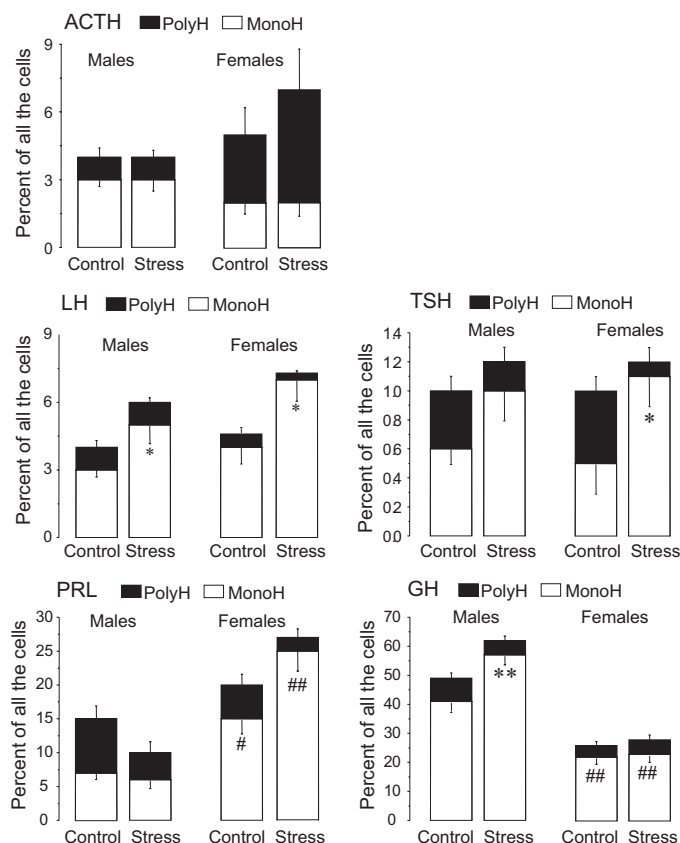 ACTH PolyH MonoH
Percent of all the cells
9
6
3
0
Males Females
Control Stress Control Stress
LH PolyH MonoH
Percent of all the cells
9
6
3
0
Males Females
* *
Control Stress Control Stress
TSH PolyH MonoH
Percent of all the cells
14
1.2
1.0
0.8
0.6
0.4
0.2
0.0
Males Females
*
Control Stress Control Stress
PRL PolyH MonoH
Percent of all the cells
30
25
20
15
10
5
0
Males Females
# ##
Control Stress Control Stress
GH PolyH MonoH
Percent of all the cells
70
60
50
40
30
20
10
0
Males Females
** ## ##
Control Stress Control Stress